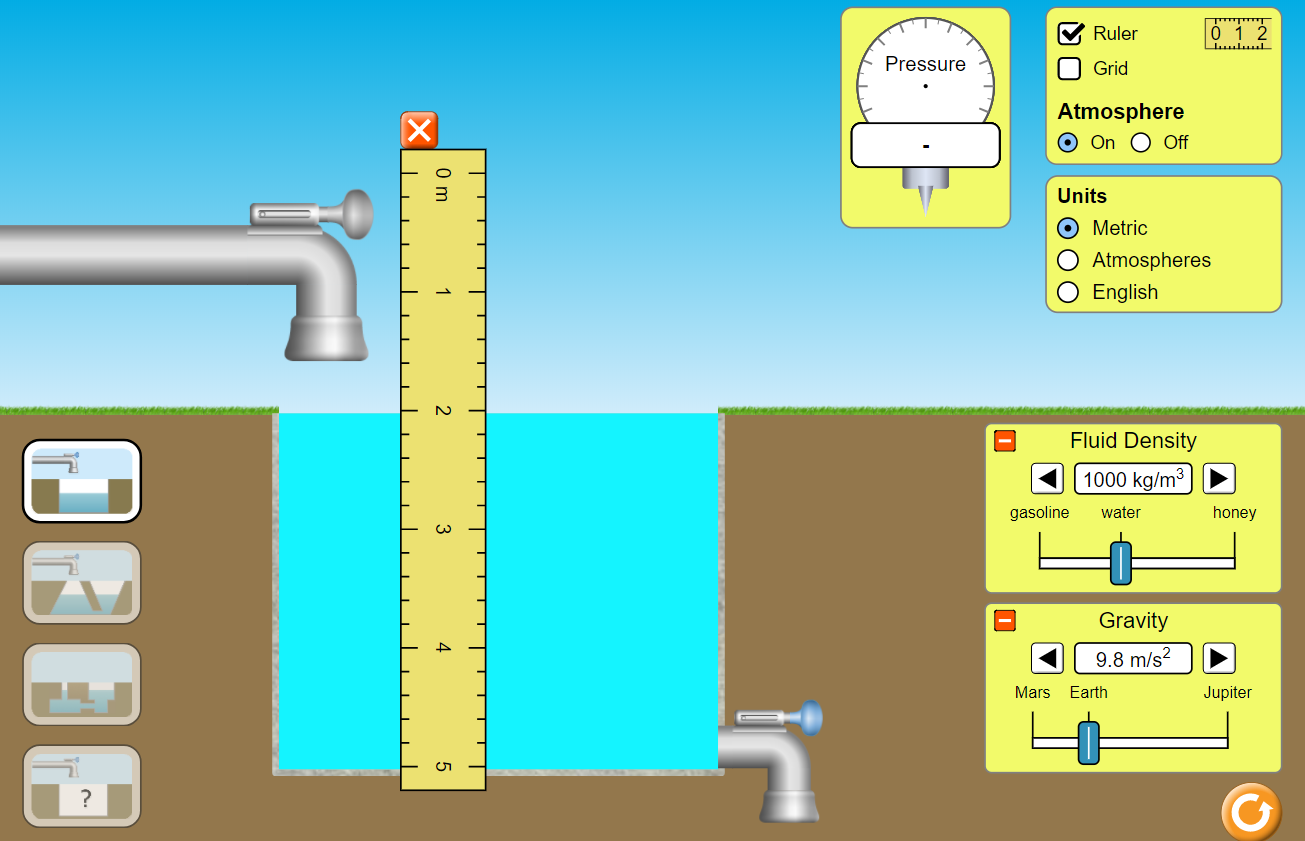 Pressure
-
Ruler
0 1 2
Grid
Atmosphere
On Off
Units
Metric
Atmospheres
English
0 m
1
2
3
4
5
?
Fluid Density
1000 kg/m³
gasoline water honey
Gravity
9.8 m/s²
Mars Earth Jupiter